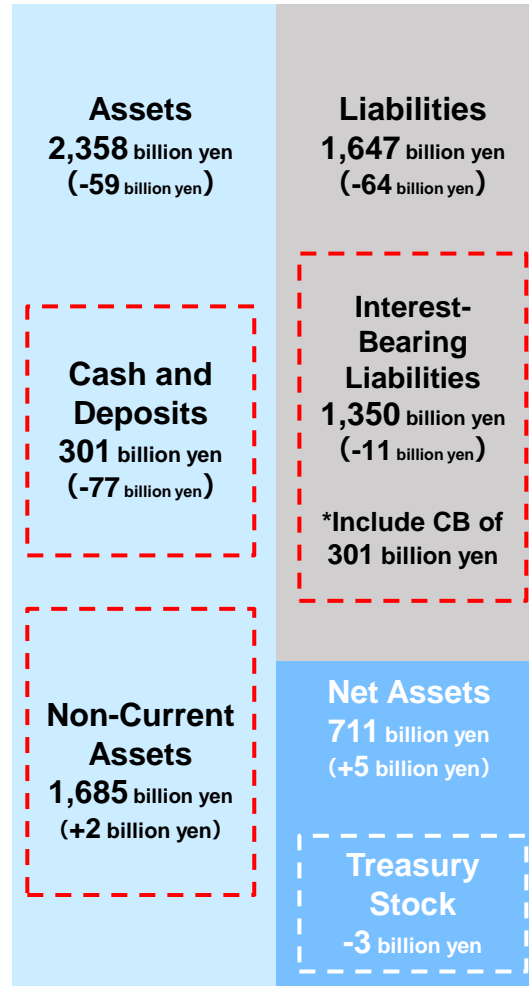 Assets
2,358 billion yen
(-59 billion yen)
Cash and
Deposits
301 billion yen
(-77 billion yen)
Non-Current
Assets
1,685 billion yen
(+2 billion yen)
Liabilities
1,647 billion yen
(-64 billion yen)
Interest-
Bearing
Liabilities
1,350 billion yen
(-11 billion yen)
*Include CB of
301 billion yen
Net Assets
711 billion yen
(+5 billion yen)
Treasury
Stock
-3 billion yen